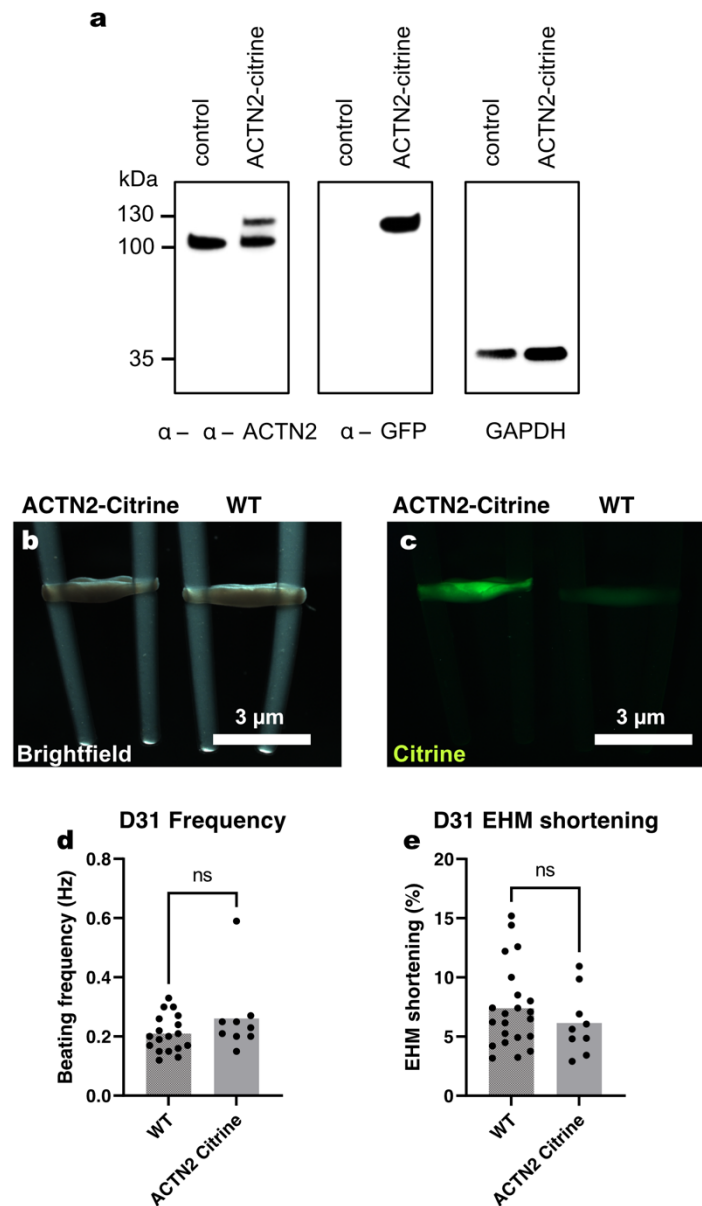 a
control
ACTN2-citrine
control
ACTN2-citrine
control
ACTN2-citrine
kDa
130
100
35
α – α – ACTN2
α – GFP
GAPDH
ACTN2-Citrine WT
b
3 µm
Brightfield
ACTN2-Citrine WT
c
3 µm
Citrine
D31 Frequency
d
Beating frequency (Hz)
0.8
0.6
0.4
0.2
0.0
ns
WT
ACTN2 Citrine
D31 EHM shortening
e
EHM shortening (%)
20
15
10
5
0
ns
WT
ACTN2 Citrine